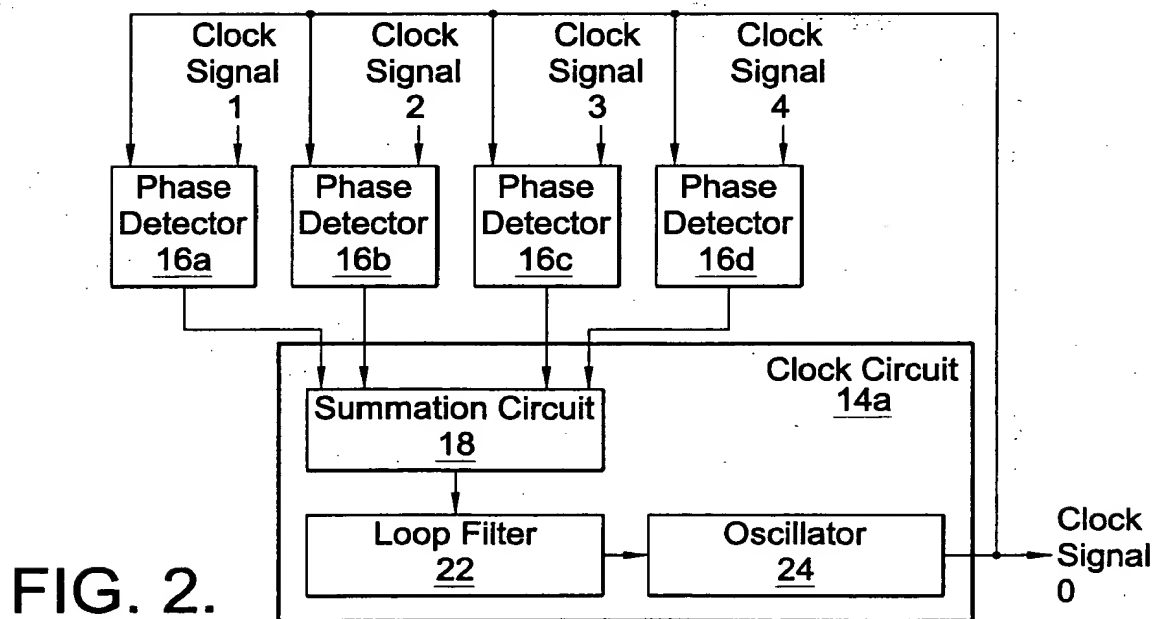 Clock Signal 1
Clock Signal 2
Clock Signal 3
Clock Signal 4
Phase Detector 16a
Phase Detector 16b
Phase Detector 16c
Phase Detector 16d
Clock Circuit 14a
Summation Circuit 18
Loop Filter 22
Oscillator 24
Clock Signal 0
FIG. 2.